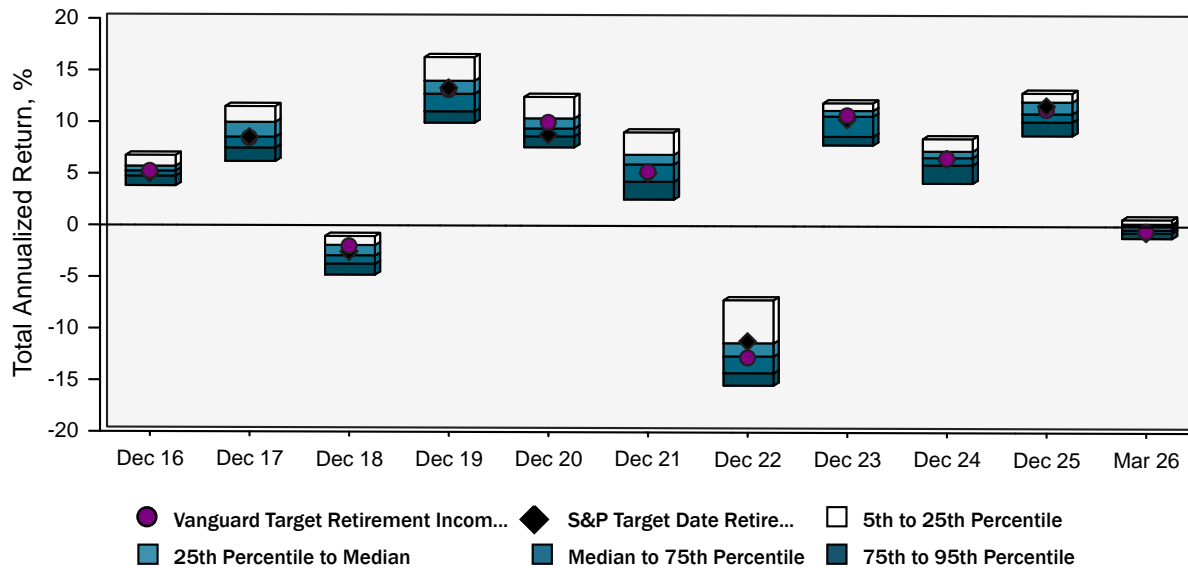 20
15
10
5
0
-5
-10
-15
-20
Total Annualized Return, %
Dec 16 Dec 17 Dec 18 Dec 19 Dec 20 Dec 21 Dec 22 Dec 23 Dec 24 Dec 25 Mar 26
Vanguard Target Retirement Incom... S&P Target Date Retire... 5th to 25th Percentile
25th Percentile to Median Median to 75th Percentile 75th to 95th Percentile